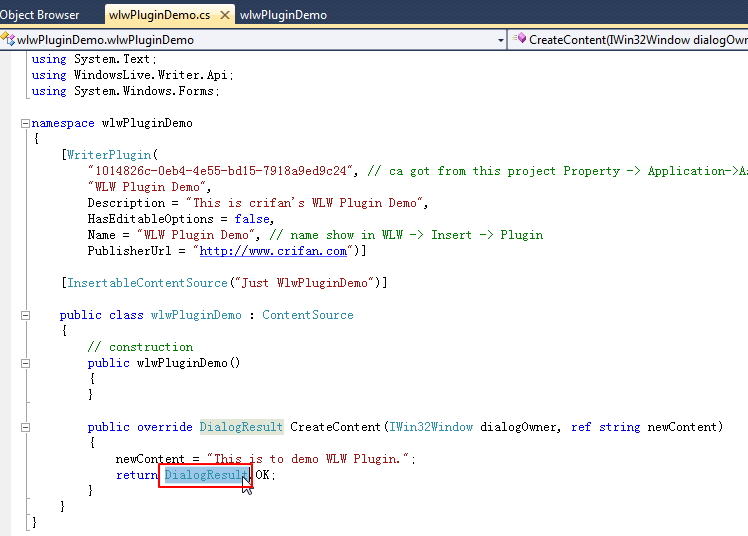 Object Browser wlwPluginDemo.cs wlwPluginDemo
wlwPluginDemo.wlwPluginDemo CreateContent(IWin32Window dialogOwner
using System.Text;
using WindowsLive.Writer.Api;
using System.Windows.Forms;
namespace wlwPluginDemo
{
[WriterPlugin(
"1014826c-0eb4-4e55-bd15-7918a9ed9c24", // ca got from this project Property -> Application->As
"WLW Plugin Demo",
Description = "This is crifan's WLW Plugin Demo",
HasEditableOptions = false,
Name = "WLW Plugin Demo", // name show in WLW -> Insert -> Plugin
PublisherUrl = "http://www.crifan.com")]
[InsertableContentSource("Just WlwPluginDemo")]
public class wlwPluginDemo : ContentSource
{
// construction
public wlwPluginDemo()
{
}
public override DialogResult CreateContent(IWin32Window dialogOwner, ref string newContent)
{
newContent = "This is to demo WLW Plugin.";
return DialogResult.OK;
}
}
}